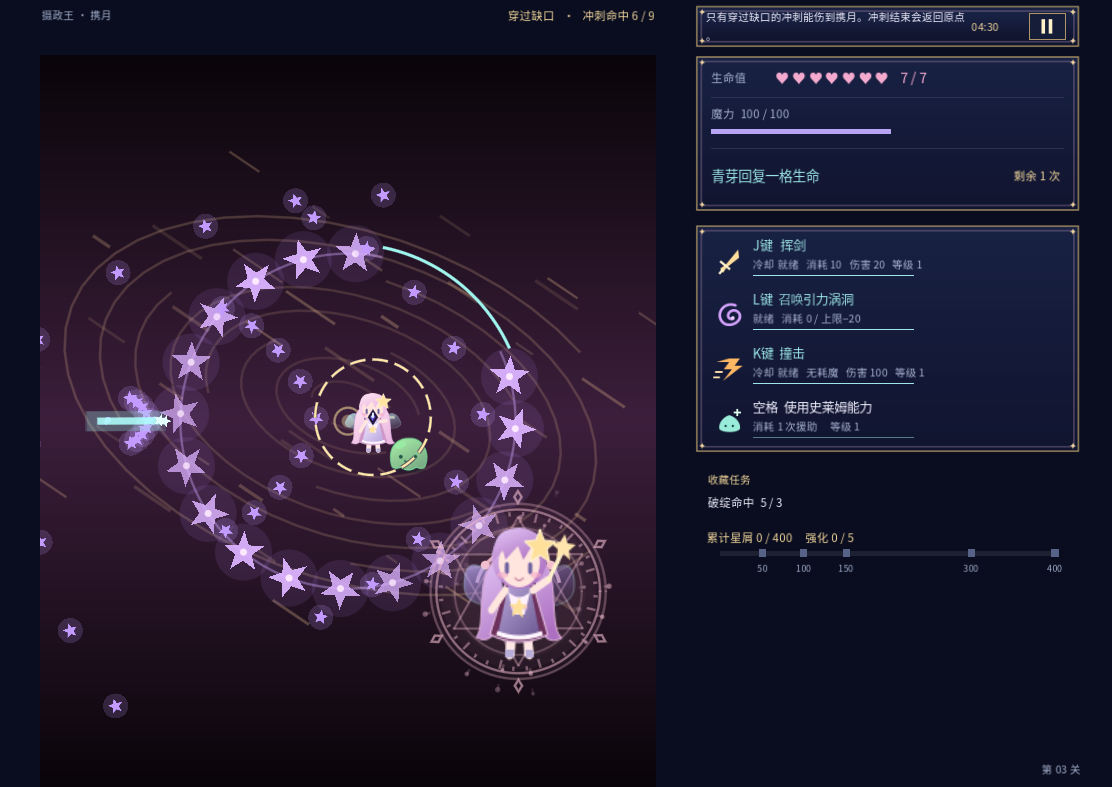 摄政王 · 携月
穿过缺口 · 冲刺命中 6 / 9
只有穿过缺口的冲刺能伤到携月。冲刺结束会返回原点
。
04:30
生命值 7 / 7
魔力 100 / 100
青芽回复一格生命 剩余 1 次
J键 挥剑
冷却 就绪 消耗 10 伤害 20 等级 1
L键 召唤引力涡洞
就绪 消耗 0 / 上限−20
K键 撞击
冷却 就绪 无耗魔 伤害 100 等级 1
空格 使用史莱姆能力
消耗 1 次援助 等级 1
收藏任务
破绽命中 5 / 3
累计星屑 0 / 400 强化 0 / 5
50 100 150 300 400
第 03 关